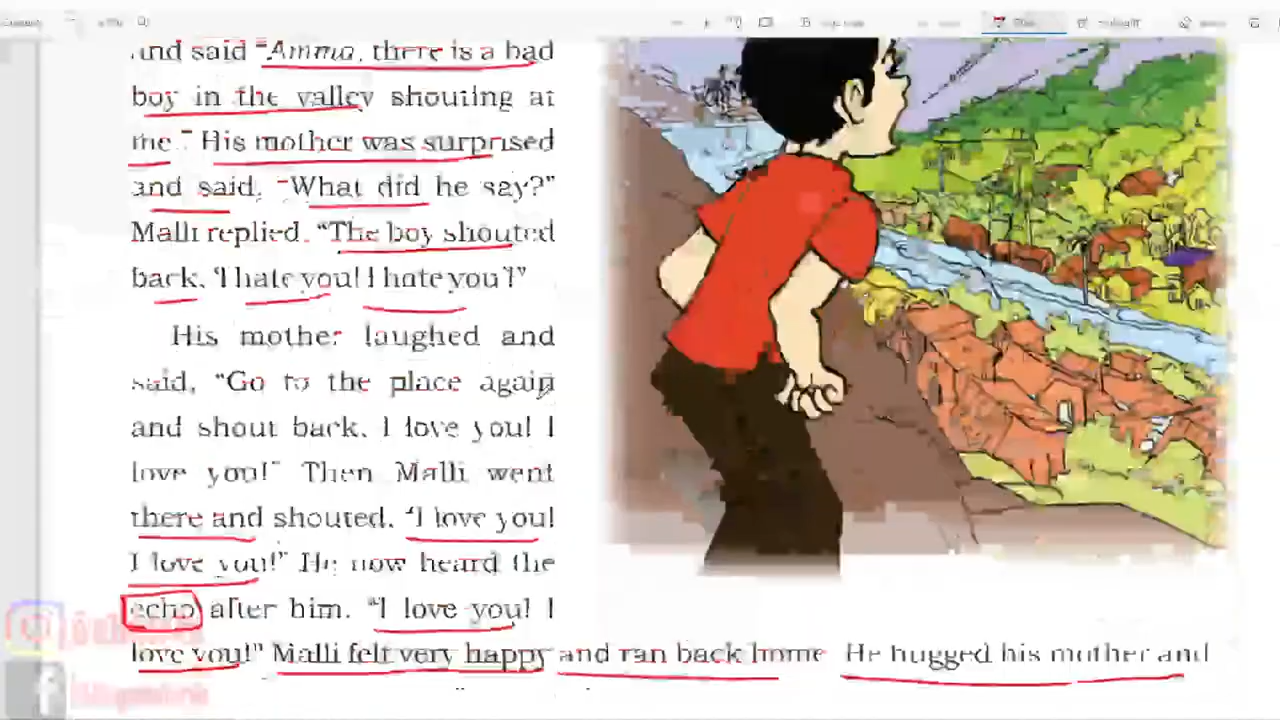 and said "Amma, there is a bad
boy in the valley shouting at
me." His mother was surprised
and said, "What did he say?"
Malli replied, "The boy shouted
back, 'I hate you! I hate you'!"
His mother laughed and
said, "Go to the place again
and shout back, I love you! I
love you!" Then Malli went
there and shouted, "I love you!
I love you!" He now heard the
echo after him. "I love you! I
love you!" Malli felt very happy and ran back home He hugged his mother and